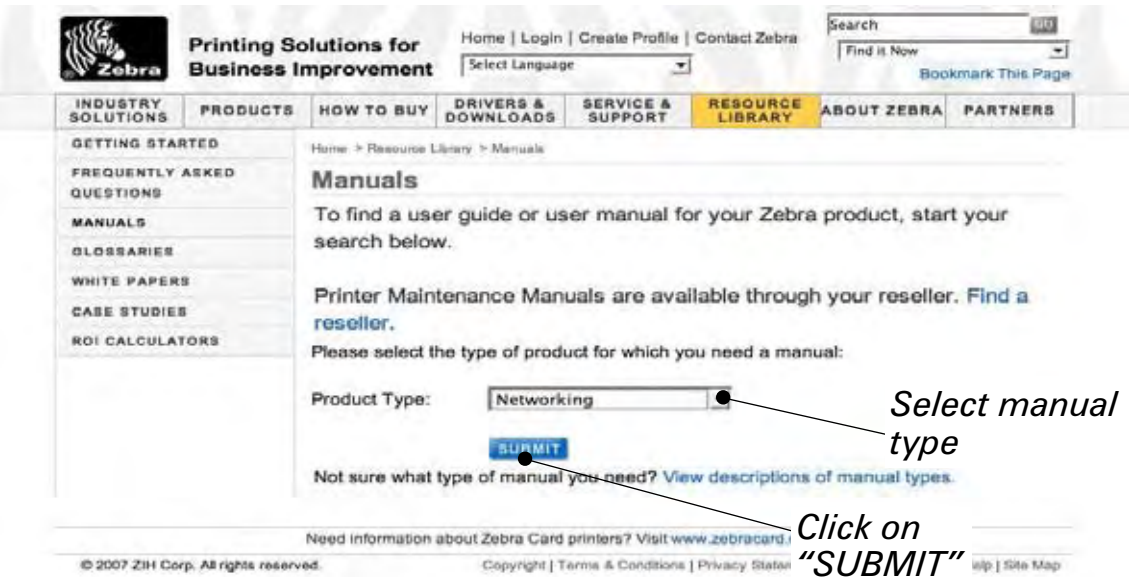 Zebra
Printing Solutions for
Business Improvement
Home | Login | Create Profile | Contact Zebra
Select Language
Search
GO
Find it Now
Bookmark This Page
INDUSTRY SOLUTIONS
PRODUCTS
HOW TO BUY
DRIVERS & DOWNLOADS
SERVICE & SUPPORT
RESOURCE LIBRARY
ABOUT ZEBRA
PARTNERS
GETTING STARTED
FREQUENTLY ASKED
QUESTIONS
MANUALS
GLOSSARIES
WHITE PAPERS
CASE STUDIES
ROI CALCULATORS
Home > Resource Library > Manuals
Manuals
To find a user guide or user manual for your Zebra product, start your
search below.
Printer Maintenance Manuals are available through your reseller. Find a
reseller.
Please select the type of product for which you need a manual:
Product Type:
Networking
Select manual
type
SUBMIT
Not sure what type of manual you need? View descriptions of manual types.
Click on
“SUBMIT”
Need information about Zebra Card printers? Visit www.zebracard.
© 2007 ZIH Corp. All rights reserved.
Copyright | Terms & Conditions | Privacy | Site Map